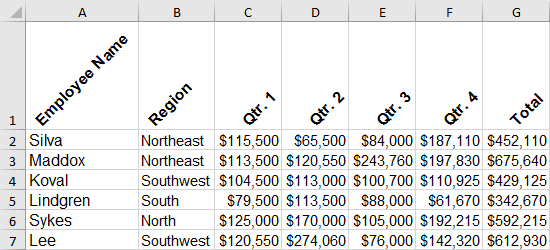 A B C D E F G
1 Employee Name Region Qtr. 1 Qtr. 2 Qtr. 3 Qtr. 4 Total
2 Silva Northeast $115,500 $65,500 $84,000 $187,110 $452,110
3 Maddox Northeast $113,500 $120,550 $243,760 $197,830 $675,640
4 Koval Southwest $104,500 $113,000 $100,700 $110,925 $429,125
5 Lindgren South $79,500 $113,500 $88,000 $61,670 $342,670
6 Sykes North $125,000 $170,000 $105,000 $192,215 $592,215
7 Lee Southwest $120,550 $274,060 $76,000 $142,320 $612,930